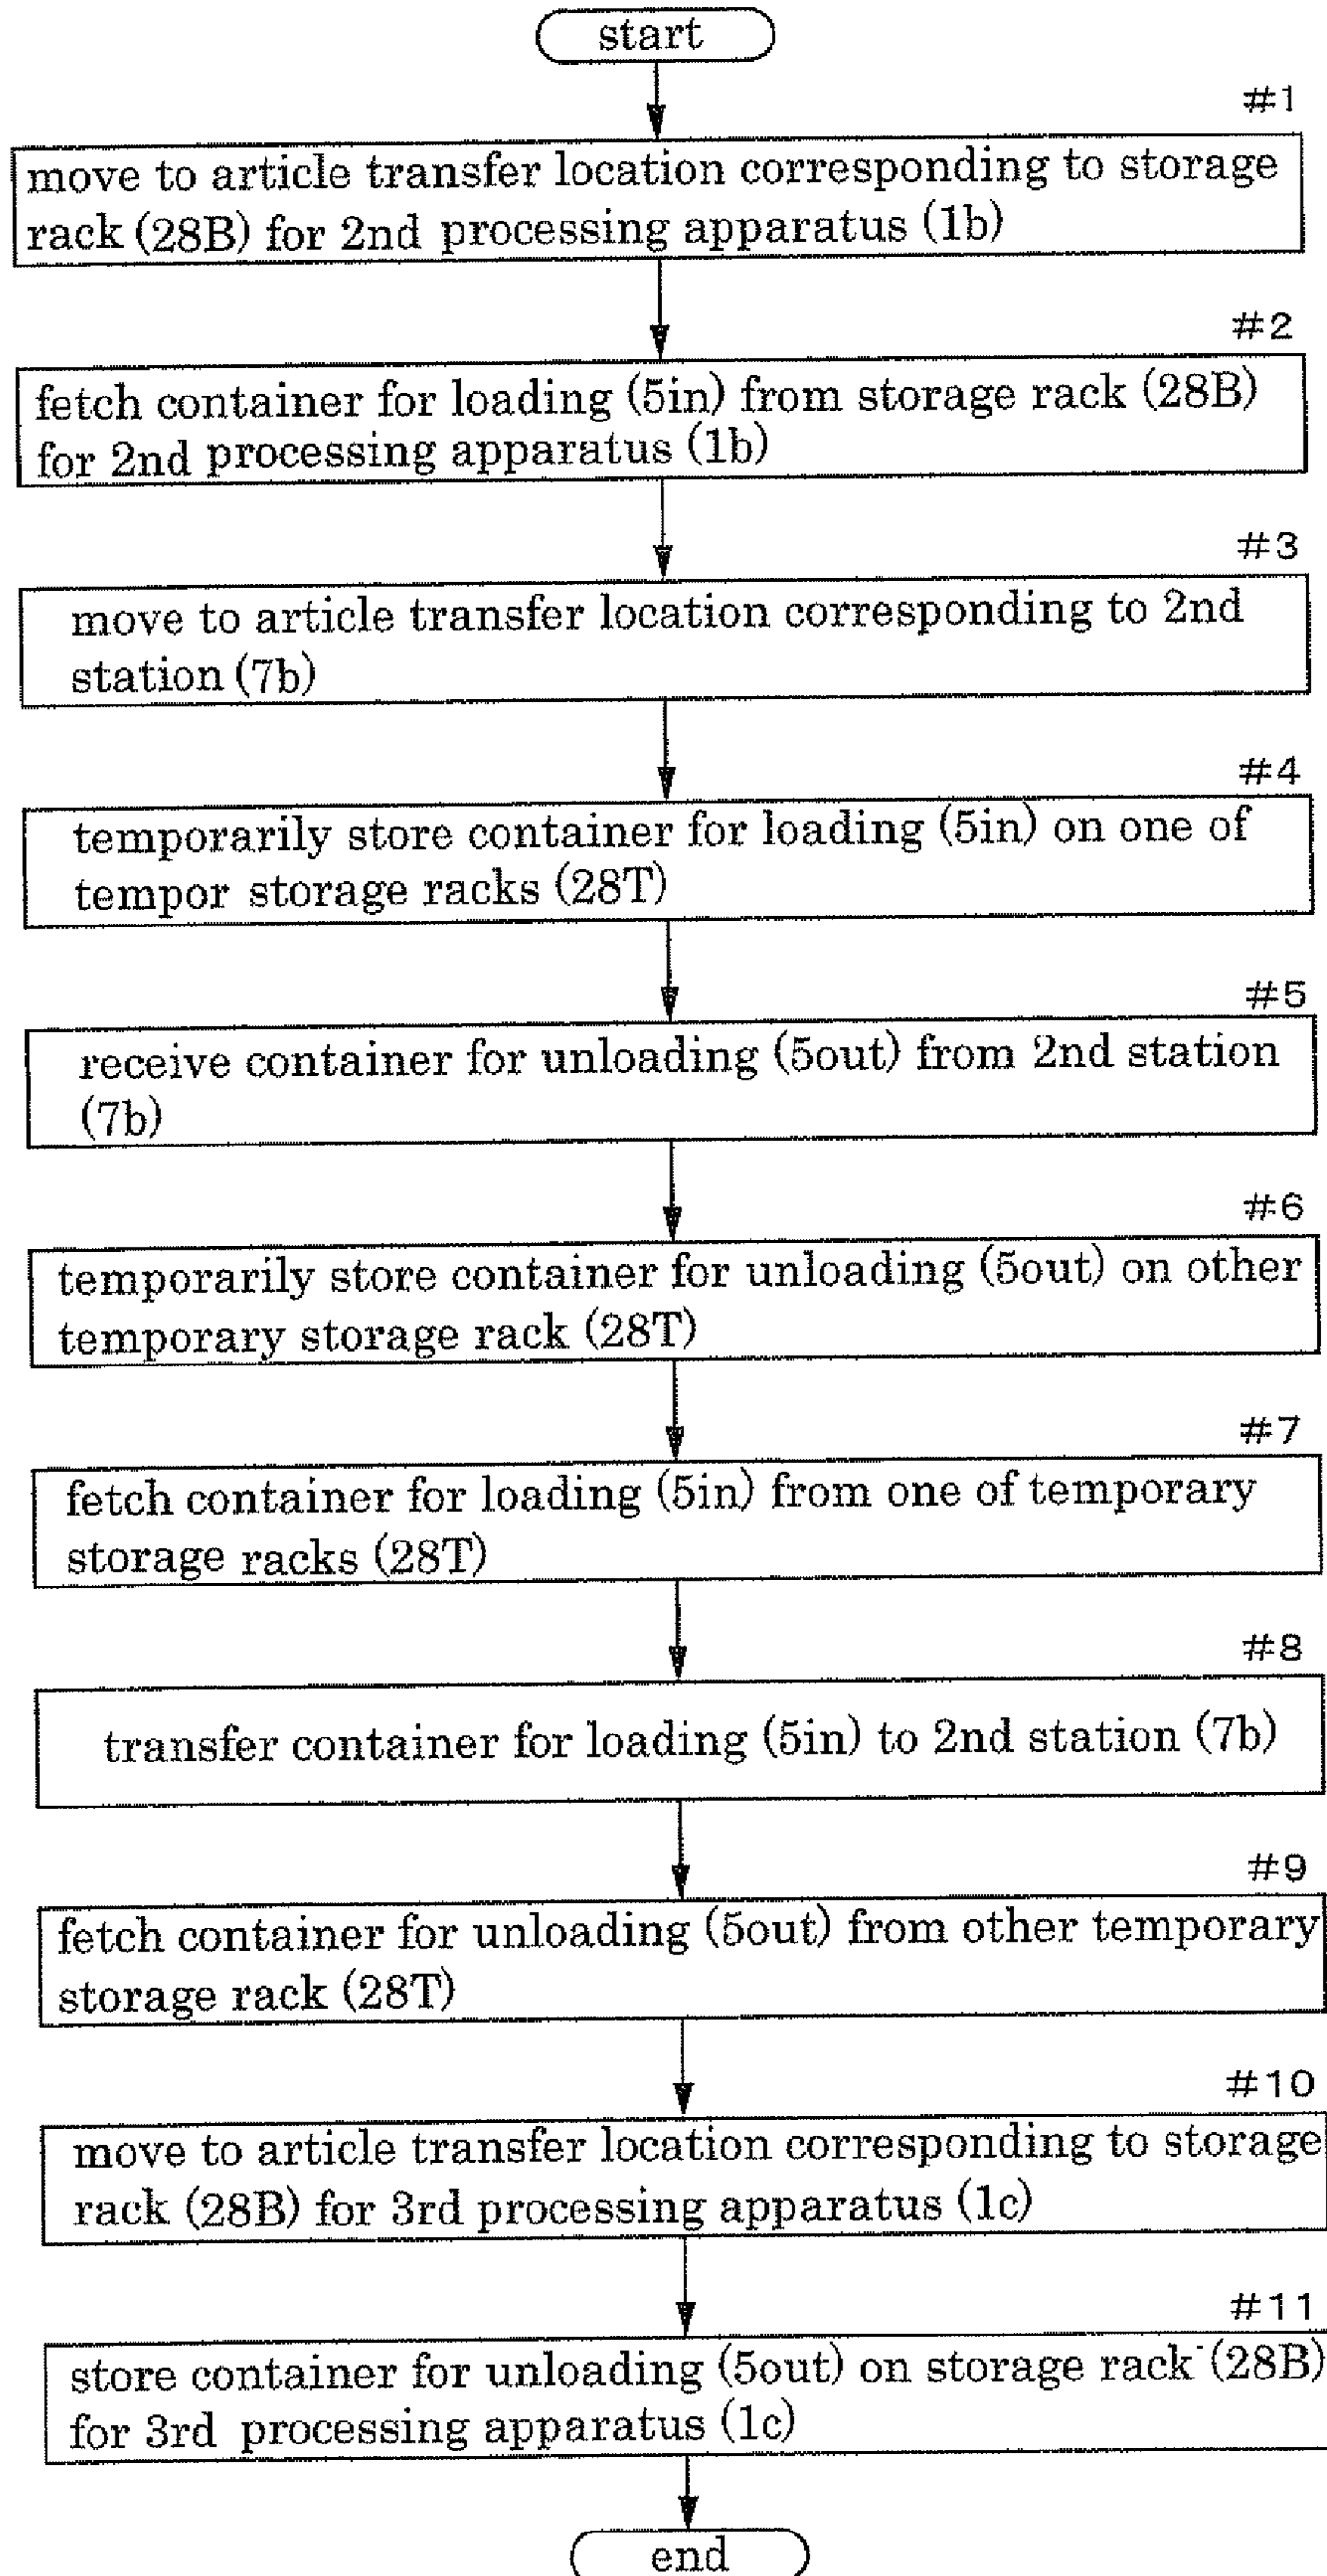 start
#1
move to article transfer location corresponding to storage
rack (28B) for 2nd processing apparatus (1b)
#2
fetch container for loading (5in) from storage rack (28B)
for 2nd processing apparatus (1b)
#3
move to article transfer location corresponding to 2nd
station (7b)
#4
temporarily store container for loading (5in) on one of
tempor storage racks (28T)
#5
receive container for unloading (5out) from 2nd station
(7b)
#6
temporarily store container for unloading (5out) on other
temporary storage rack (28T)
#7
fetch container for loading (5in) from one of temporary
storage racks (28T)
#8
transfer container for loading (5in) to 2nd station (7b)
#9
fetch container for unloading (5out) from other temporary
storage rack (28T)
#10
move to article transfer location corresponding to storage
rack (28B) for 3rd processing apparatus (1c)
#11
store container for unloading (5out) on storage rack (28B)
for 3rd processing apparatus (1c)
end